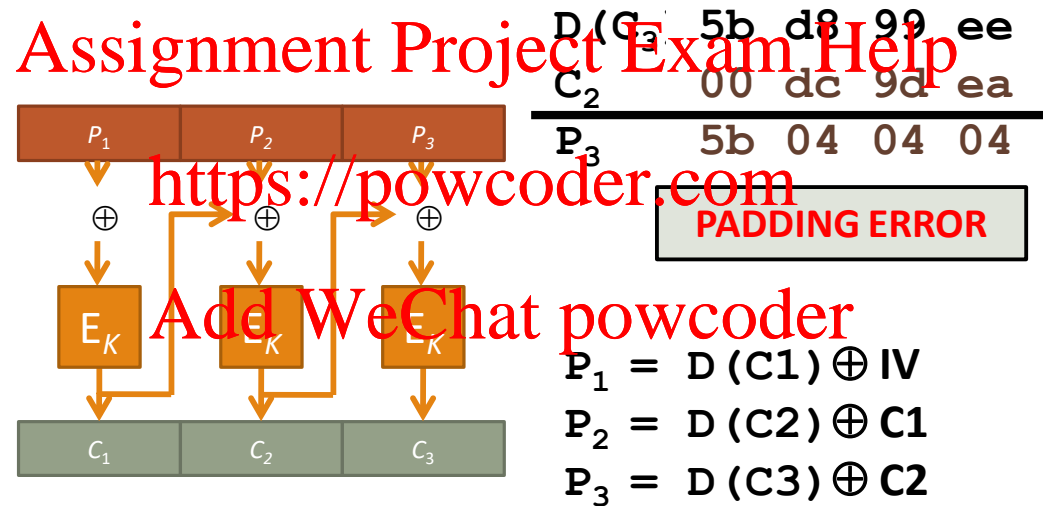 D(C3) 5b d8 99 ee
Assignment Project Exam Help
C2 00 dc 9d ea
P1 P2 P3
P3 5b 04 04 04
https://powcoder.com
⊕ ⊕ ⊕
PADDING ERROR
EK EK EK
Add WeChat powcoder
P1 = D(C1)⊕IV
P2 = D(C2)⊕C1
C1 C2 C3
P3 = D(C3)⊕C2